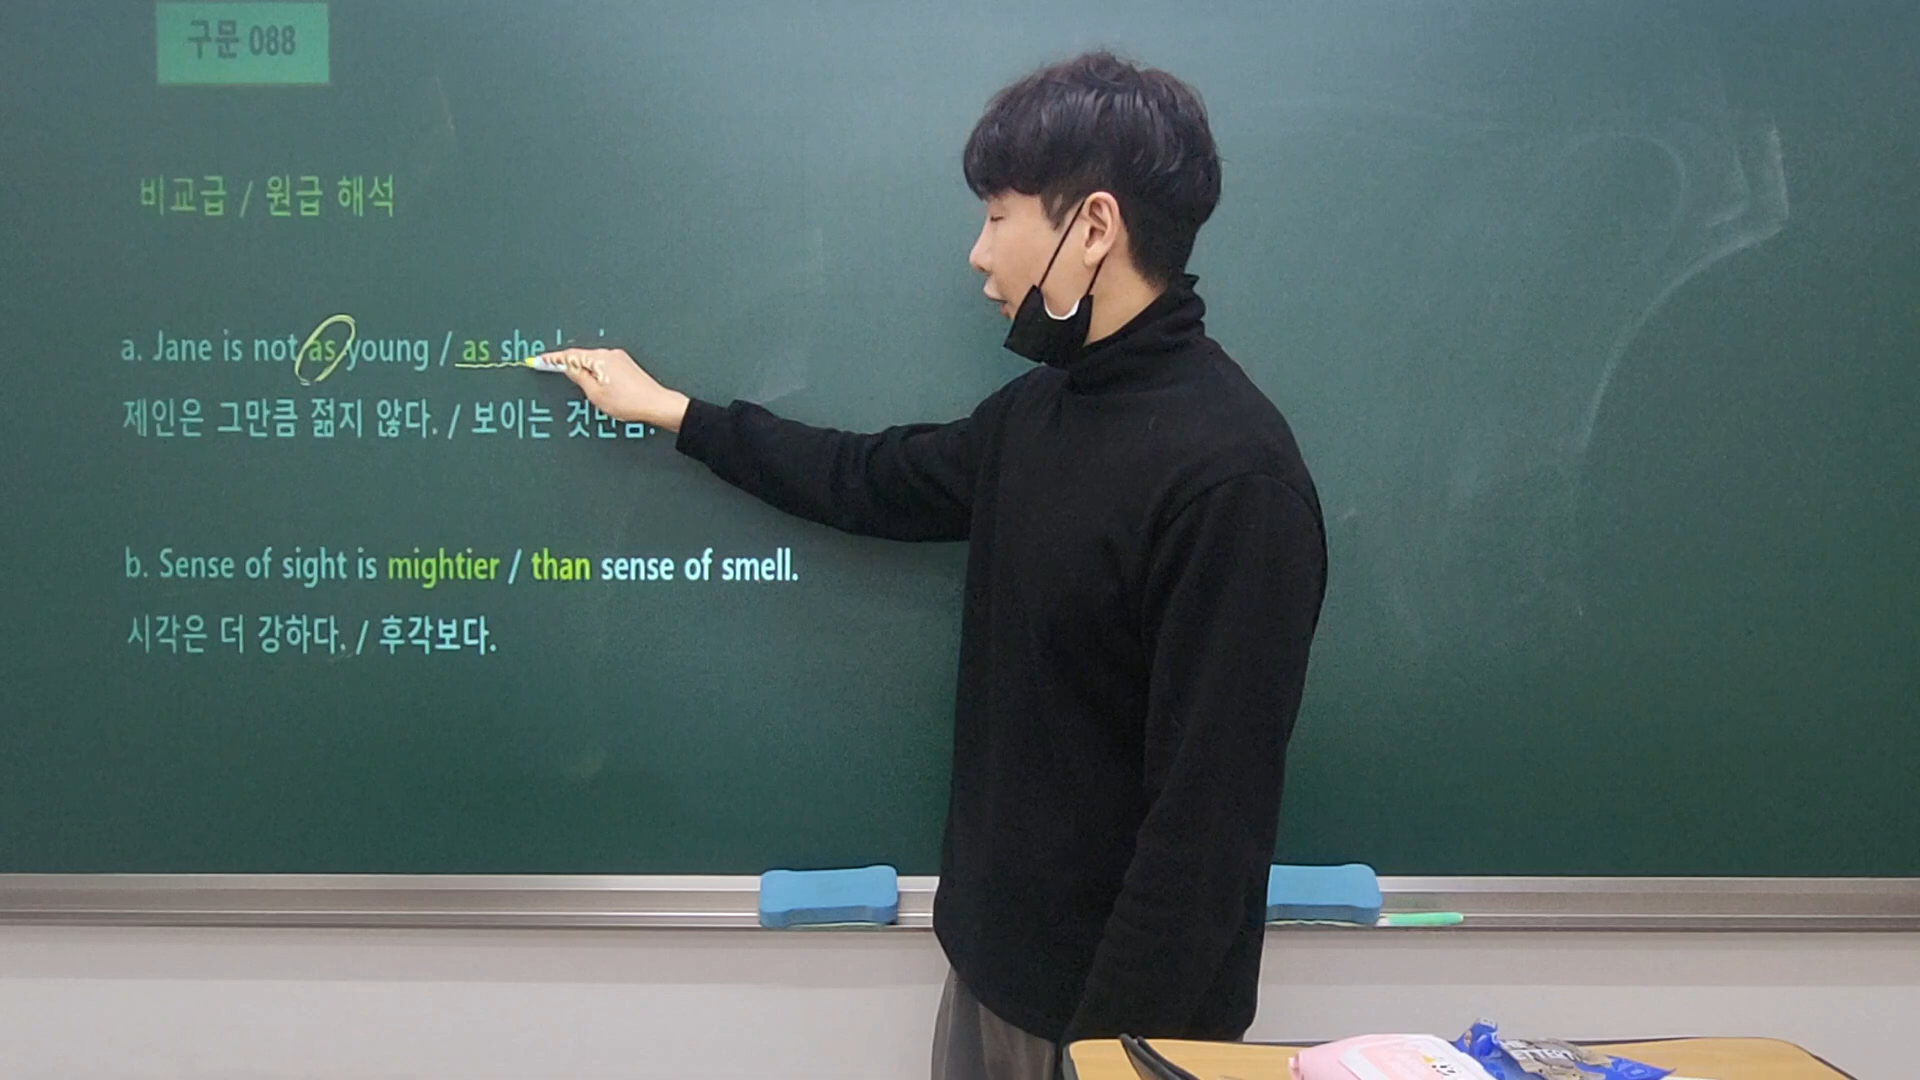 구문 088
비교급 / 원급 해석
a. Jane is not as young / as she
제인은 그만큼 젊지 않다. / 보이는 것만큼.
b. Sense of sight is mightier / than sense of smell.
시각은 더 강하다. / 후각보다.